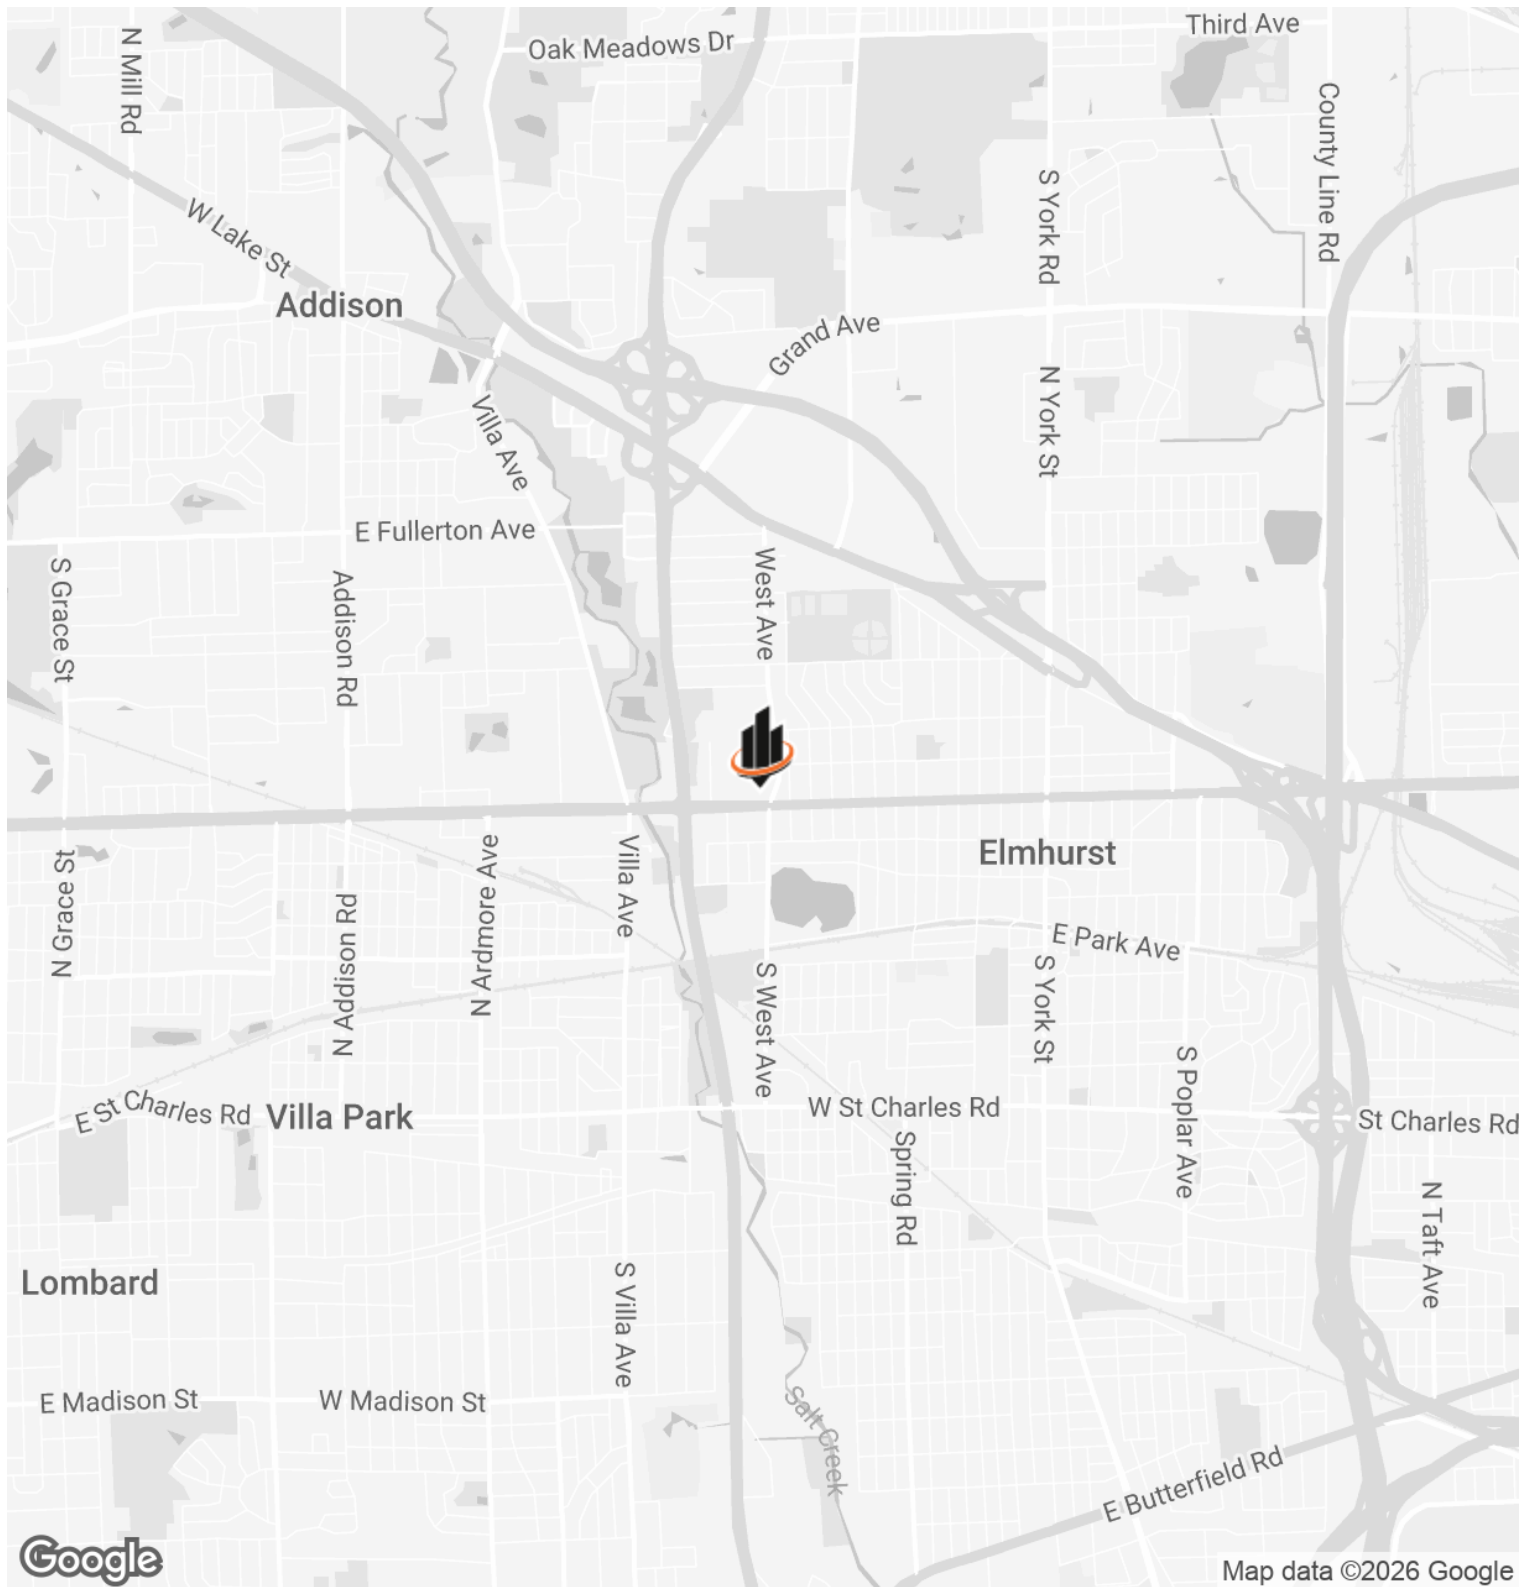 Third Ave
Oak Meadows Dr
N Mill Rd
County Line Rd
S York Rd
W Lake St
Addison
Grand Ave
N York St
Villa Ave
E Fullerton Ave
West Ave
S Grace St
Addison Rd
Elmhurst
N Grace St
N Addison Rd
N Ardmore Ave
Villa Ave
E Park Ave
S West Ave
S York St
S Poplar Ave
E St Charles Rd
Villa Park
W St Charles Rd
St Charles Rd
Spring Rd
N Taft Ave
Lombard
S Villa Ave
E Madison St
W Madison St
Salt Creek
E Butterfield Rd
Google
Map data ©2026 Google